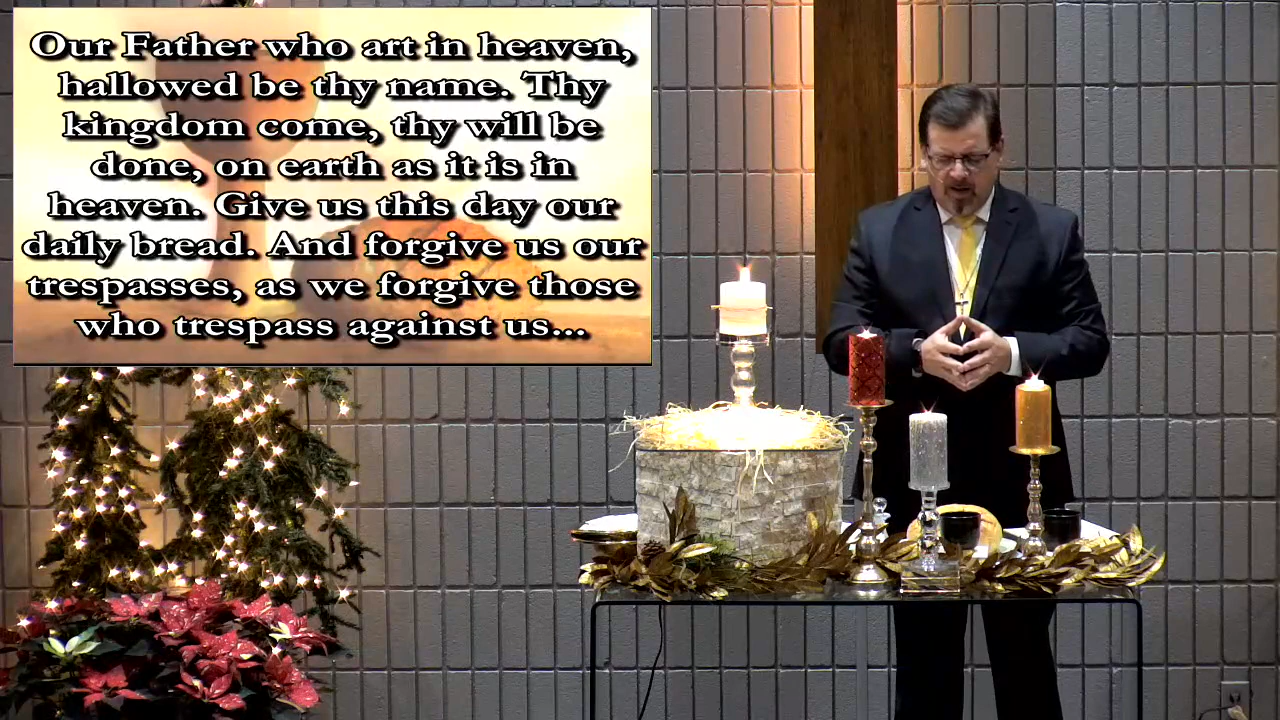 Our Father who art in heaven,
hallowed be thy name. Thy
kingdom come, thy will be
done, on earth as it is in
heaven. Give us this day our
daily bread. And forgive us our
trespasses, as we forgive those
who trespass against us...